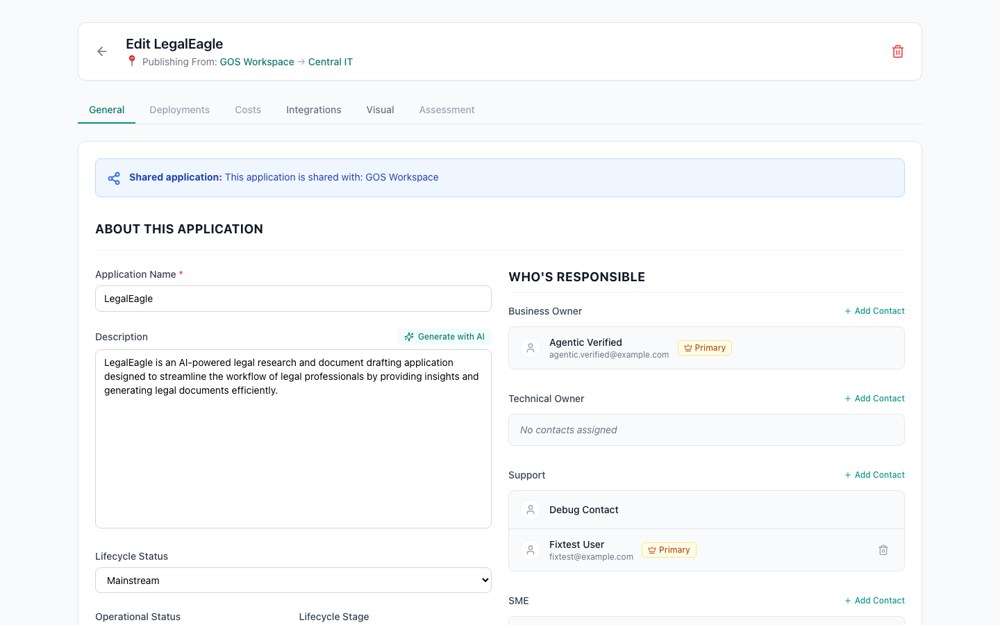 Edit LegalEagle
Publishing From: GOS Workspace → Central IT
General
Deployments
Costs
Integrations
Visual
Assessment
Shared application: This application is shared with: GOS Workspace
ABOUT THIS APPLICATION
Application Name *
LegalEagle
Description
Generate with AI
LegalEagle is an AI-powered legal research and document drafting application
designed to streamline the workflow of legal professionals by providing insights and
generating legal documents efficiently.
Lifecycle Status
Mainstream
Operational Status
Lifecycle Stage
WHO'S RESPONSIBLE
Business Owner
+ Add Contact
Agentic Verified
agentic.verified@example.com
Primary
Technical Owner
+ Add Contact
No contacts assigned
Support
+ Add Contact
Debug Contact
Fixtest User
fixtest@example.com
Primary
SME
+ Add Contact